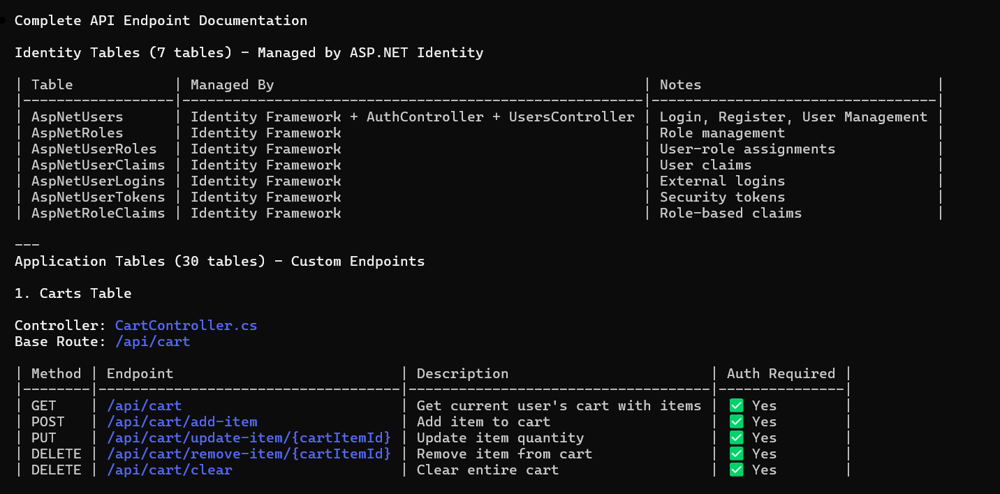 Complete API Endpoint Documentation
Identity Tables (7 tables) - Managed by ASP.NET Identity
| Table            | Managed By                                            | Notes                            |
|------------------|-------------------------------------------------------|----------------------------------|
| AspNetUsers      | Identity Framework + AuthController + UsersController | Login, Register, User Management |
| AspNetRoles      | Identity Framework                                    | Role management                  |
| AspNetUserRoles  | Identity Framework                                    | User-role assignments            |
| AspNetUserClaims | Identity Framework                                    | User claims                      |
| AspNetUserLogins | Identity Framework                                    | External logins                  |
| AspNetUserTokens | Identity Framework                                    | Security tokens                  |
| AspNetRoleClaims | Identity Framework                                    | Role-based claims                |
---
Application Tables (30 tables) - Custom Endpoints
1. Carts Table
Controller: CartController.cs
Base Route: /api/cart
| Method | Endpoint                           | Description                        | Auth Required |
|--------|------------------------------------|------------------------------------|---------------|
| GET    | /api/cart                          | Get current user's cart with items | ✅ Yes        |
| POST   | /api/cart/add-item                 | Add item to cart                   | ✅ Yes        |
| PUT    | /api/cart/update-item/{cartItemId} | Update item quantity               | ✅ Yes        |
| DELETE | /api/cart/remove-item/{cartItemId} | Remove item from cart              | ✅ Yes        |
| DELETE | /api/cart/clear                    | Clear entire cart                  | ✅ Yes        |